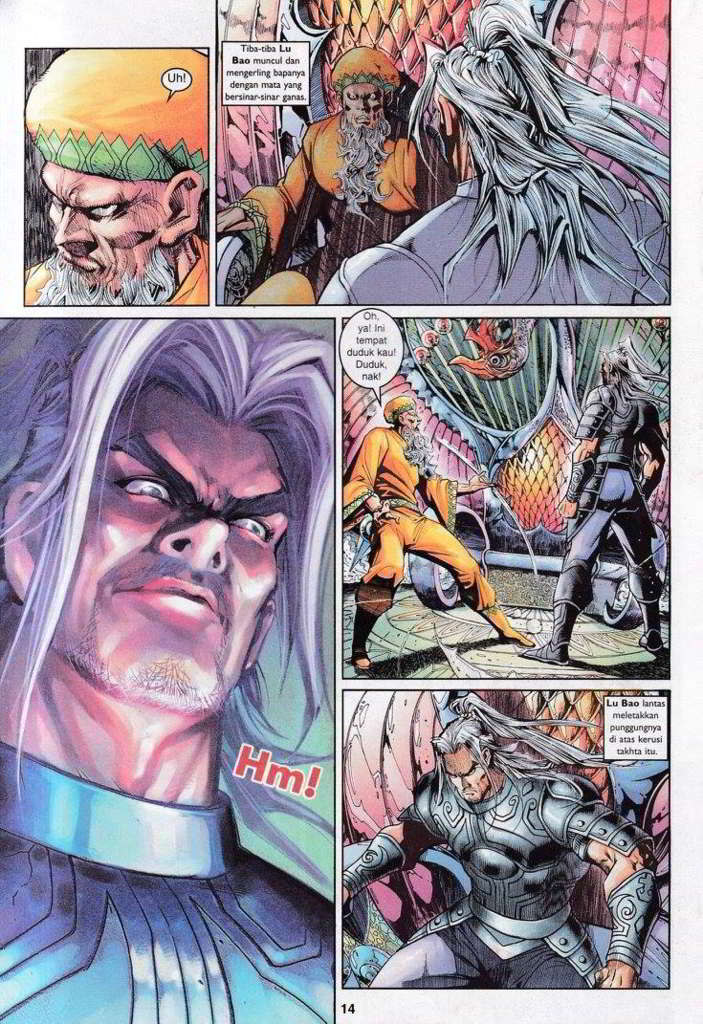 Uh!
Tiba-tiba Lu
Bao muncul dan
mengerling bapanya
dengan mata yang
bersinar-sinar ganas.
Hm!
Oh,
ya! Ini
tempat
duduk kau!
Duduk,
nak!
Lu Bao lantas
meletakkan
punggungnya
di atas kerusi
takhta itu.
14